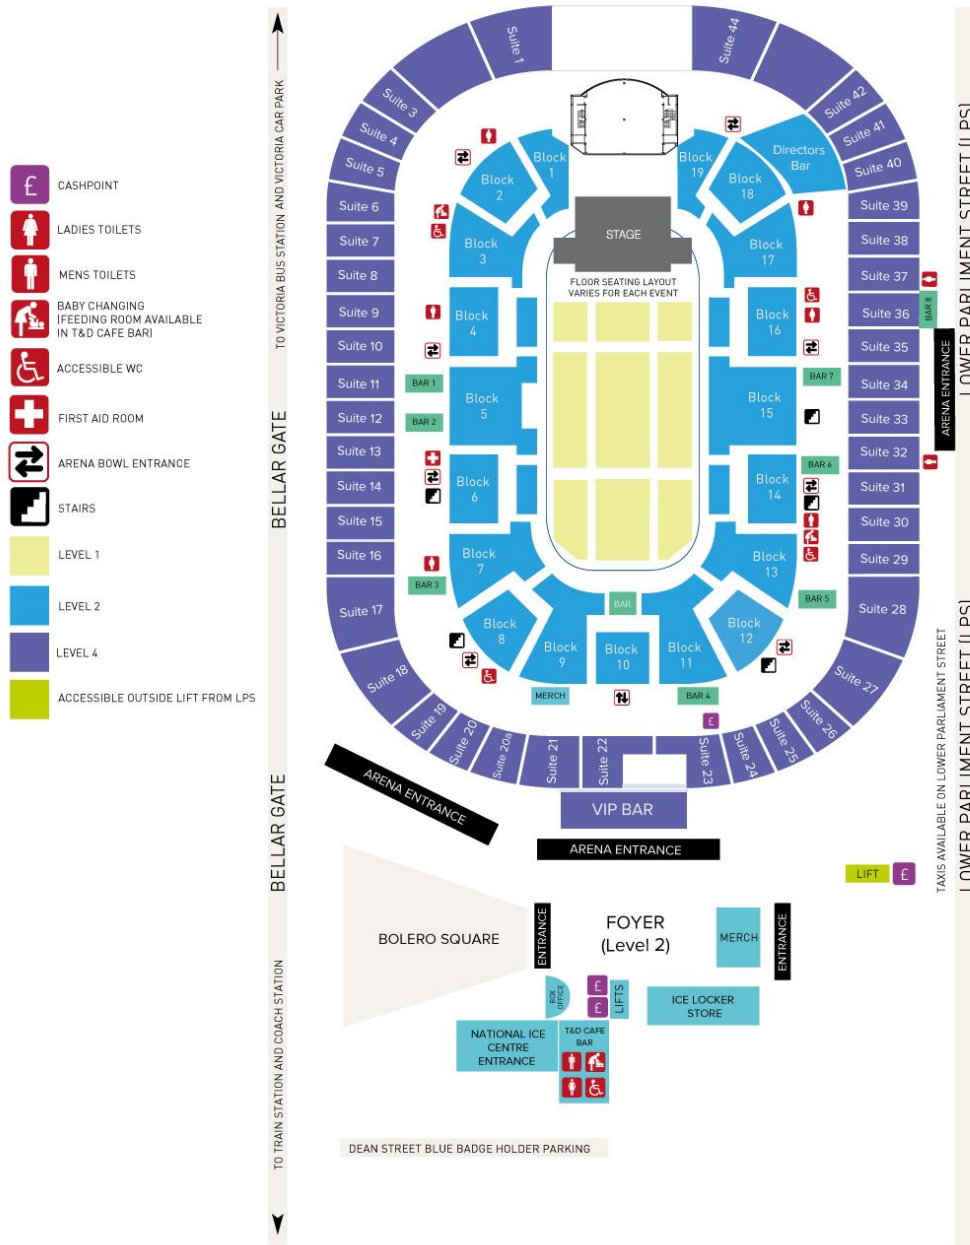 £ CASHPOINT
LADIES TOILETS
MENS TOILETS
BABY CHANGING
(FEEDING ROOM AVAILABLE
IN T&D CAFE BAR)
ACCESSIBLE WC
FIRST AID ROOM
ARENA BOWL ENTRANCE
STAIRS
LEVEL 1
LEVEL 2
LEVEL 4
ACCESSIBLE OUTSIDE LIFT FROM LPS
TO VICTORIA BUS STATION AND VICTORIA CAR PARK
BELLAR GATE
BELLAR GATE
TO TRAIN STATION AND COACH STATION
Suite 1
Suite 3
Suite 4
Suite 5
Suite 6
Suite 7
Suite 8
Suite 9
Suite 10
Suite 11
Suite 12
Suite 13
Suite 14
Suite 15
Suite 16
Suite 17
Suite 18
Suite 19
Suite 20
Suite 20a
Suite 21
Suite 22
Suite 23
Suite 24
Suite 25
Suite 26
Suite 27
Suite 28
Suite 29
Suite 30
Suite 31
Suite 32
Suite 33
Suite 34
Suite 35
Suite 36
Suite 37
Suite 38
Suite 39
Suite 40
Suite 41
Suite 42
Suite 44
Directors
Bar
Block
1
Block
2
Block
3
Block
4
Block
5
Block
6
Block
7
Block
8
Block
9
Block
10
Block
11
Block
12
Block
13
Block
14
Block
15
Block
16
Block
17
Block
18
Block
19
STAGE
FLOOR SEATING LAYOUT
VARIES FOR EACH EVENT
BAR 1
BAR 2
BAR 3
BAR
MERCH
BAR 4
BAR 5
BAR 6
BAR 7
BAR 8
£
VIP BAR
ARENA ENTRANCE
ARENA ENTRANCE
ARENA ENTRANCE
LOWER PARLIAMENT STREET (LPS)
LOWER PARLIMENT STREET (LPS)
TAXIS AVAILABLE ON LOWER PARLIAMENT STREET
LIFT £
BOLERO SQUARE
ENTRANCE
FOYER
(Level 2)
MERCH
ENTRANCE
BOX
OFFICE
£
£
LIFTS
ICE LOCKER
STORE
NATIONAL ICE
CENTRE
ENTRANCE
T&D CAFE
BAR
DEAN STREET BLUE BADGE HOLDER PARKING